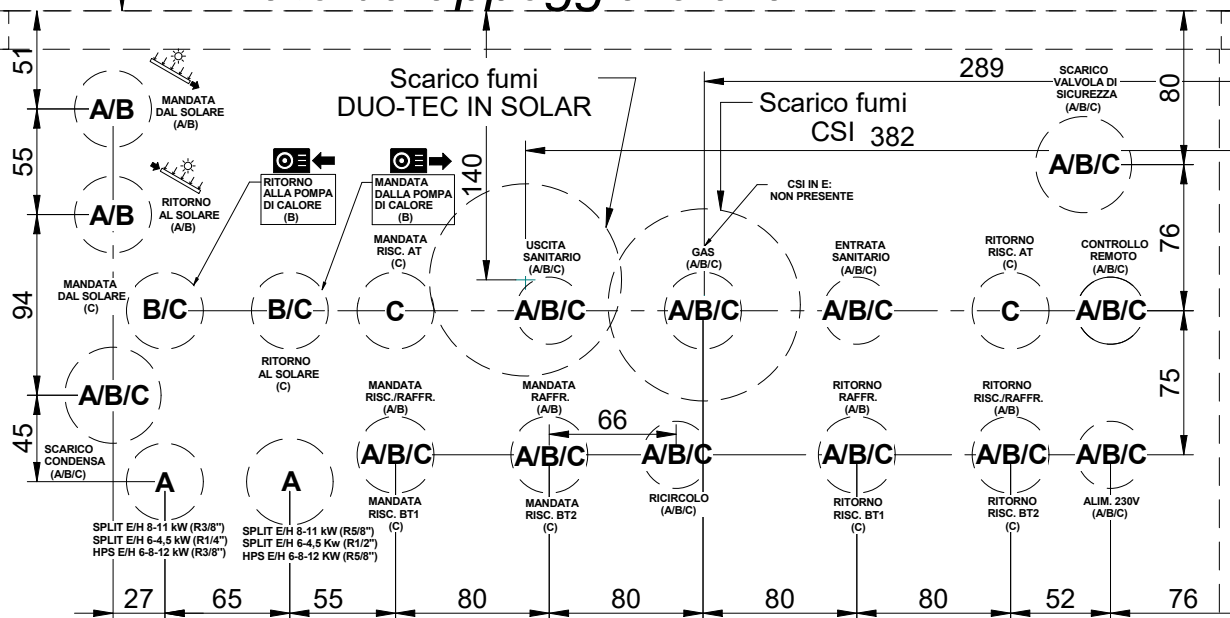 51
55
94
45
A/B
MANDATA
DAL SOLARE
(A/B)
A/B
RITORNO
AL SOLARE
(A/B)
Scarico fumi
DUO-TEC IN SOLAR
140
289
Scarico fumi
CSI
382
SCARICO
VALVOLA DI
SICUREZZA
(A/B/C)
A/B/C
80
76
75
RITORNO
ALLA POMPA
DI CALORE
(B)
MANDATA
DALLA POMPA
DI CALORE
(B)
CSI IN E:
NON PRESENTE
MANDATA
DAL SOLARE
(C)
B/C
B/C
RITORNO
AL SOLARE
(C)
MANDATA
RISC. AT
(C)
C
USCITA
SANITARIO
(A/B/C)
A/B/C
GAS
(A/B/C)
A/B/C
ENTRATA
SANITARIO
(A/B/C)
A/B/C
RITORNO
RISC. AT
(C)
C
CONTROLLO
REMOTO
(A/B/C)
A/B/C
A/B/C
SCARICO
CONDENSA
(A/B/C)
A
SPLIT E/H 8-11 kW (R3/8")
SPLIT E/H 6-4,5 kW (R1/4")
HPS E/H 6-8-12 kW (R3/8")
A
SPLIT E/H 8-11 kW (R5/8")
SPLIT E/H 6-4,5 Kw (R1/2")
HPS E/H 6-8-12 KW (R5/8")
MANDATA
RISC./RAFFR.
(A/B)
A/B/C
MANDATA
RISC. BT1
(C)
MANDATA
RAFFR.
(A/B)
66
A/B/C
MANDATA
RISC. BT2
(C)
A/B/C
RICIRCOLO
(A/B/C)
RITORNO
RAFFR.
(A/B)
A/B/C
RITORNO
RISC. BT1
(C)
RITORNO
RISC./RAFFR.
(A/B)
A/B/C
RITORNO
RISC. BT2
(C)
A/B/C
ALIM. 230V
(A/B/C)
27
65
55
80
80
80
80
52
76